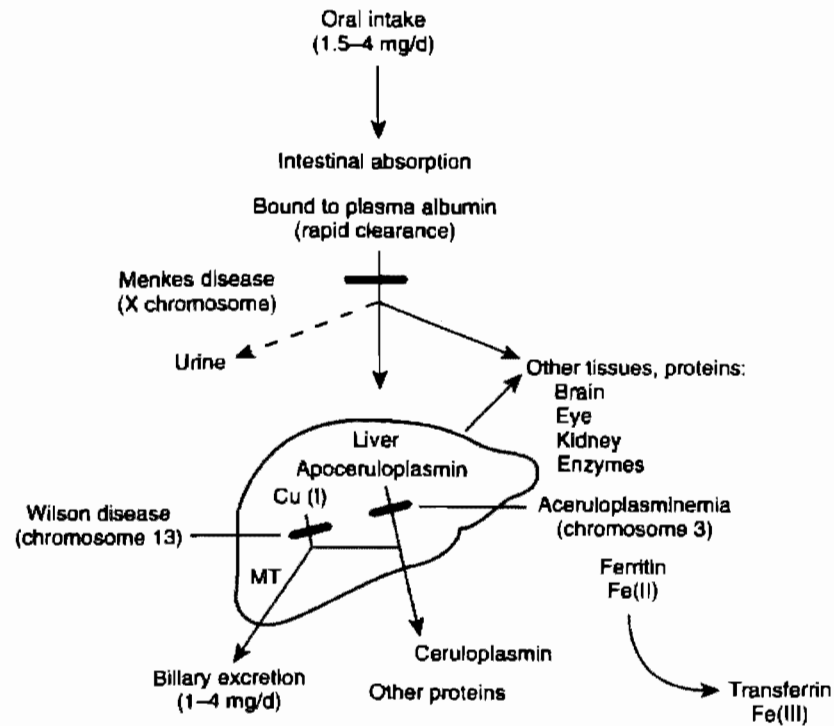 Oral intake
(1.5–4 mg/d)
Intestinal absorption
Bound to plasma albumin
(rapid clearance)
Menkes disease
(X chromosome)
Urine
Other tissues, proteins:
Brain
Eye
Kidney
Enzymes
Liver
Apoceruloplasmin
Cu (I)
Wilson disease
(chromosome 13)
Aceruloplasminemia
(chromosome 3)
MT
Ferritin
Fe(II)
Ceruloplasmin
Biliary excretion
(1–4 mg/d)
Other proteins
Transferrin
Fe(III)